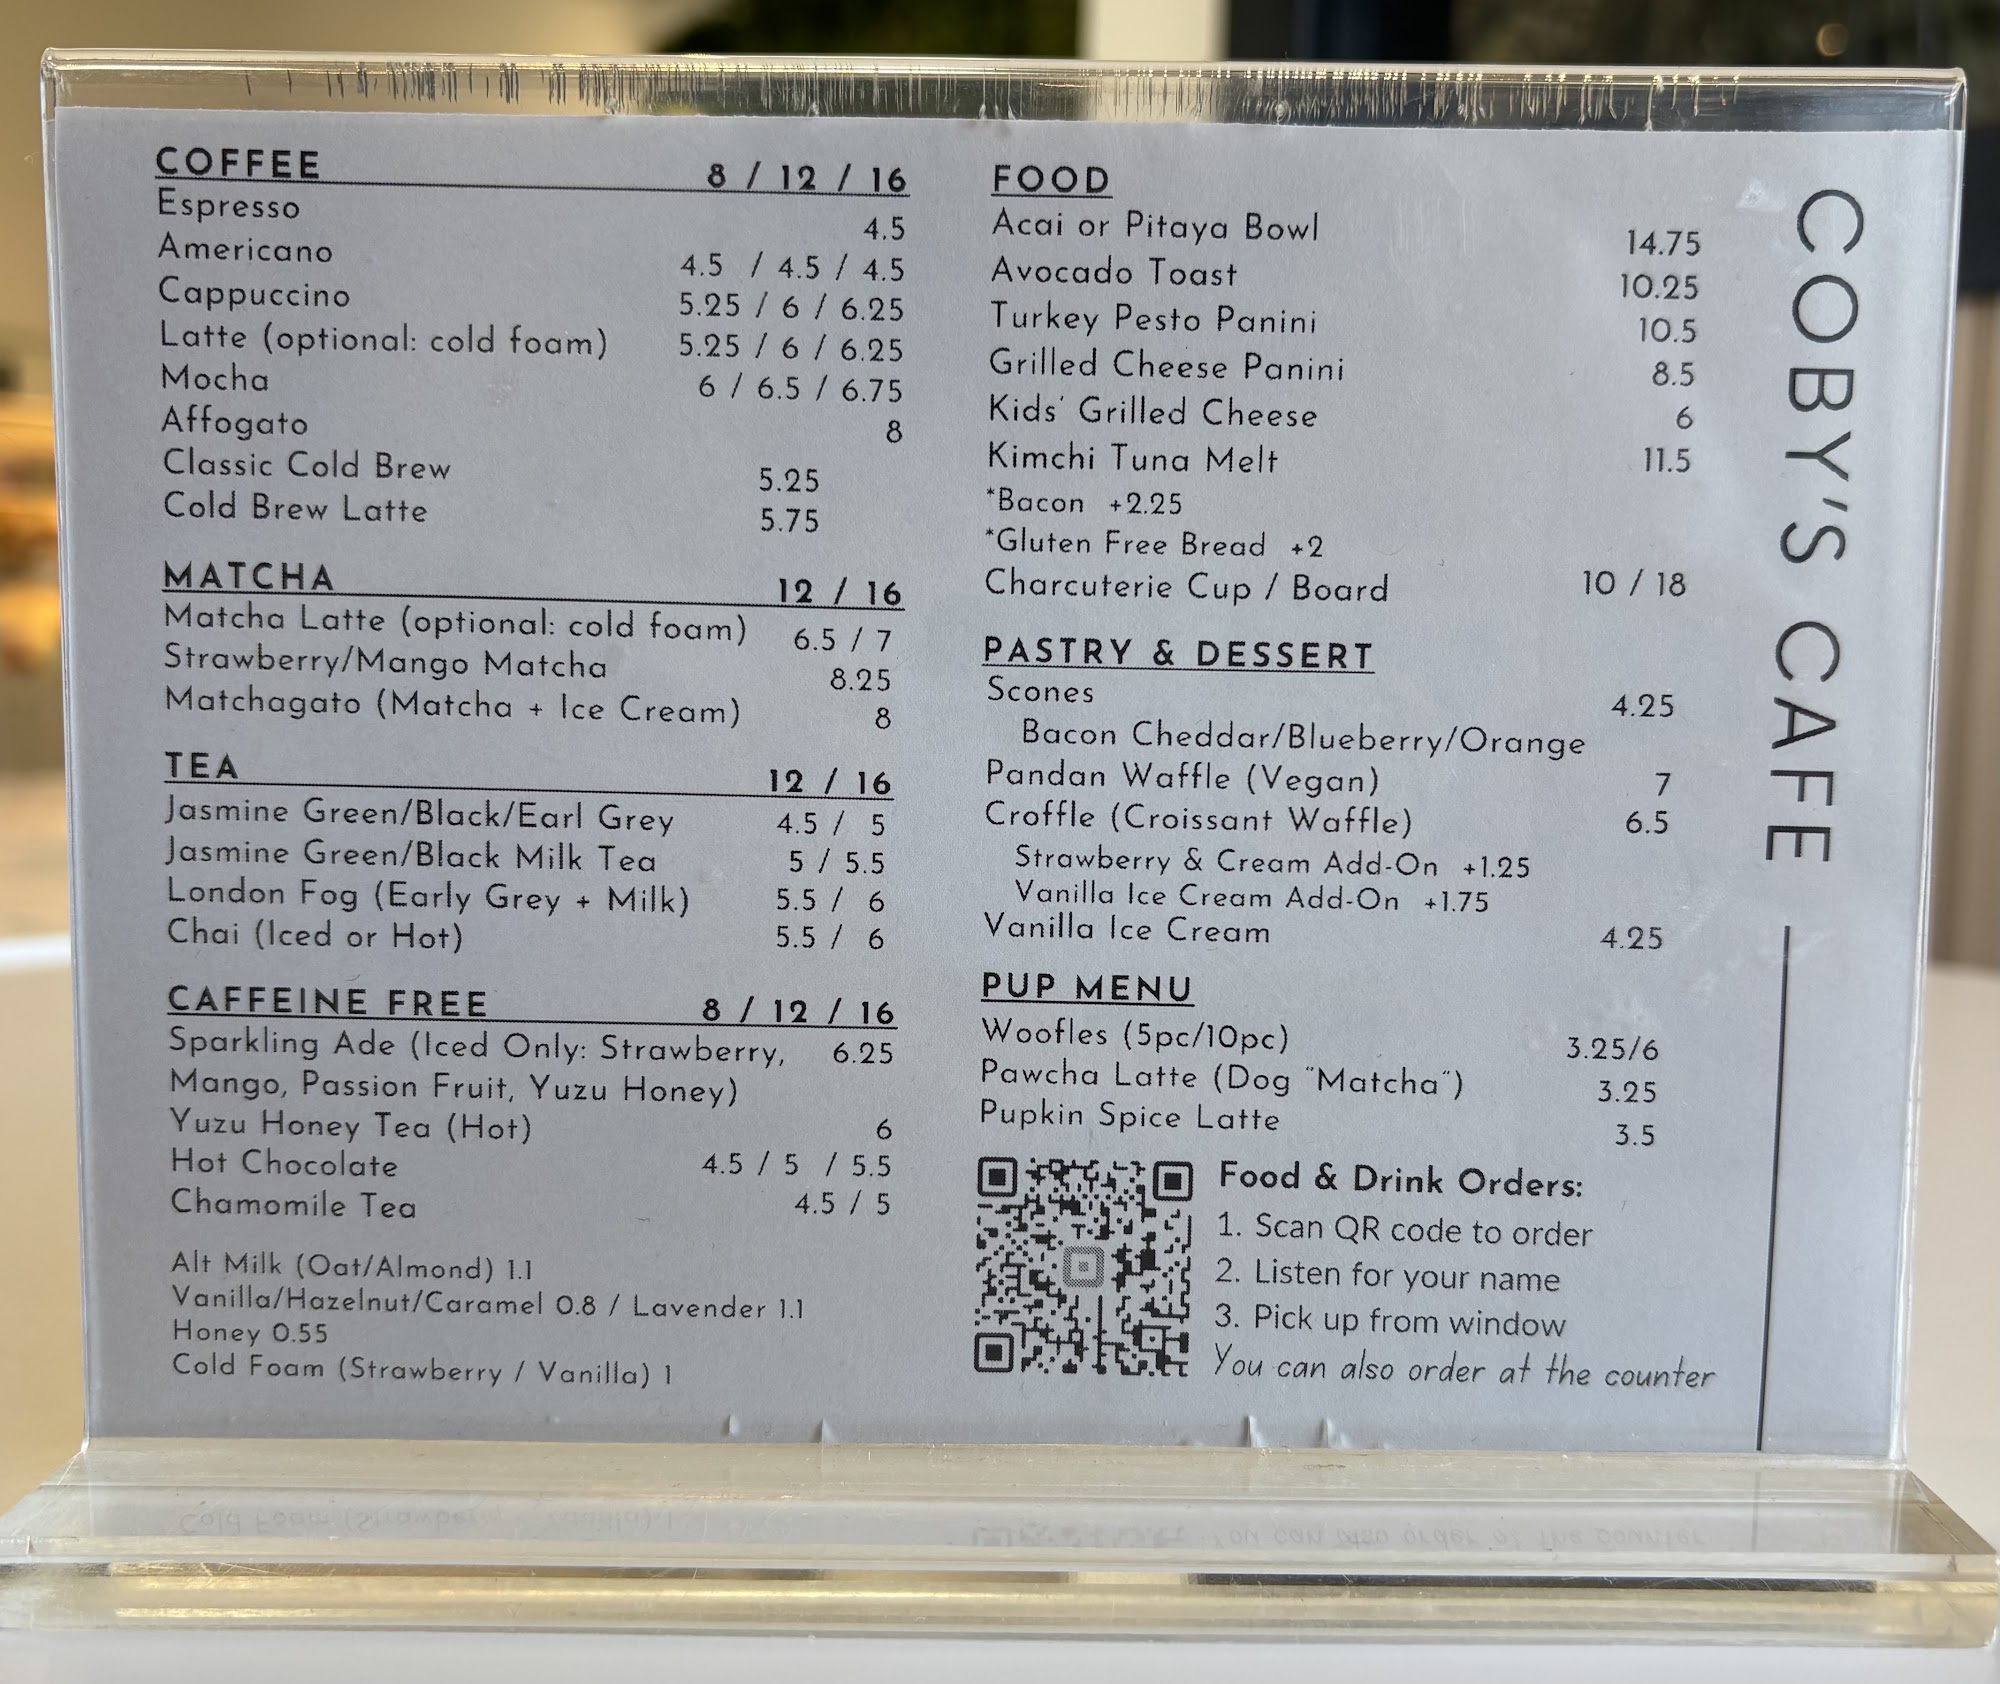 COFFEE 8 / 12 / 16
Espresso 4.5
Americano 4.5 / 4.5 / 4.5
Cappuccino 5.25 / 6 / 6.25
Latte (optional: cold foam) 5.25 / 6 / 6.25
Mocha 6 / 6.5 / 6.75
Affogato 8
Classic Cold Brew 5.25
Cold Brew Latte 5.75
MATCHA 12 / 16
Matcha Latte (optional: cold foam) 6.5 / 7
Strawberry/Mango Matcha 8.25
Matchagato (Matcha + Ice Cream) 8
TEA 12 / 16
Jasmine Green/Black/Earl Grey 4.5 / 5
Jasmine Green/Black Milk Tea 5 / 5.5
London Fog (Early Grey + Milk) 5.5 / 6
Chai (Iced or Hot) 5.5 / 6
CAFFEINE FREE 8 / 12 / 16
Sparkling Ade (Iced Only: Strawberry, 6.25
Mango, Passion Fruit, Yuzu Honey)
Yuzu Honey Tea (Hot) 6
Hot Chocolate 4.5 / 5 / 5.5
Chamomile Tea 4.5 / 5
Alt Milk (Oat/Almond) 1.1
Vanilla/Hazelnut/Caramel 0.8 / Lavender 1.1
Honey 0.55
Cold Foam (Strawberry / Vanilla) 1
FOOD
Acai or Pitaya Bowl 14.75
Avocado Toast 10.25
Turkey Pesto Panini 10.5
Grilled Cheese Panini 8.5
Kids' Grilled Cheese 6
Kimchi Tuna Melt 11.5
*Bacon +2.25
*Gluten Free Bread +2
Charcuterie Cup / Board 10 / 18
PASTRY & DESSERT
Scones 4.25
Bacon Cheddar/Blueberry/Orange
Pandan Waffle (Vegan) 7
Croffle (Croissant Waffle) 6.5
Strawberry & Cream Add-On +1.25
Vanilla Ice Cream Add-On +1.75
Vanilla Ice Cream 4.25
PUP MENU
Woofles (5pc/10pc) 3.25/6
Pawcha Latte (Dog "Matcha") 3.25
Pupkin Spice Latte 3.5
Food & Drink Orders:
1. Scan QR code to order
2. Listen for your name
3. Pick up from window
You can also order at the counter
COBY'S CAFE